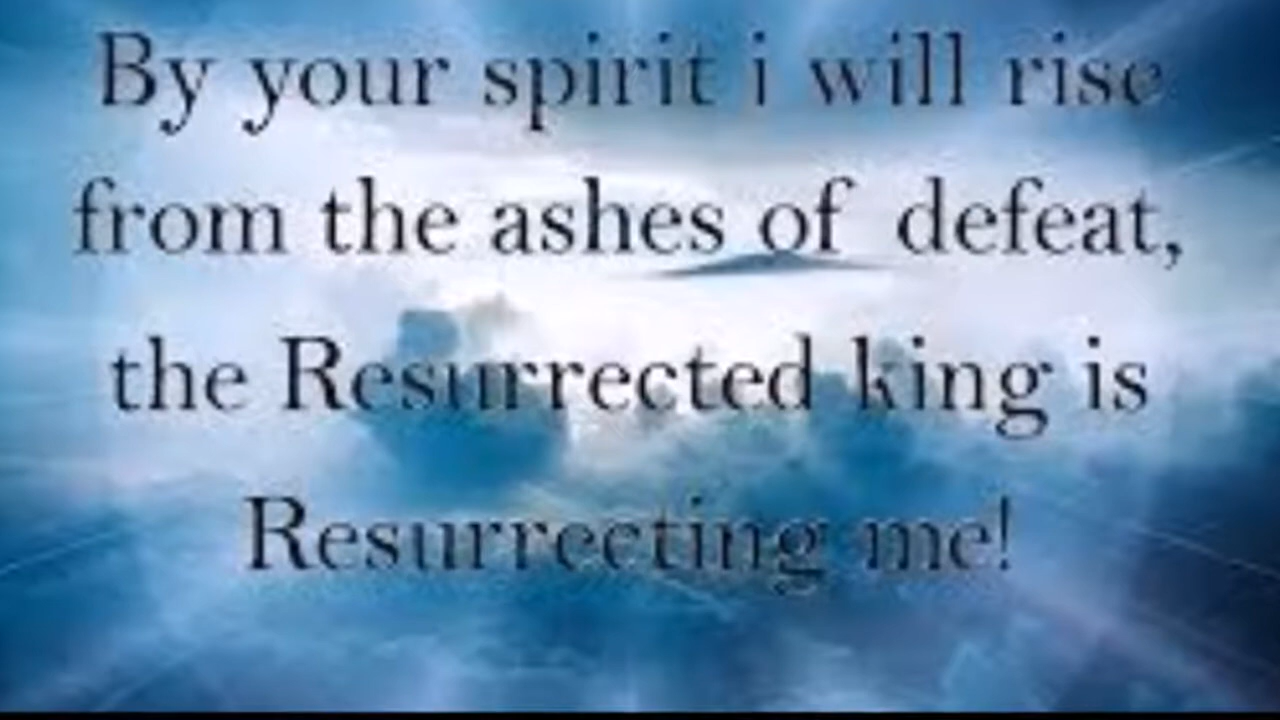 By your spirit i will rise
from the ashes of defeat,
the Resurrected king is
Resurrecting me!